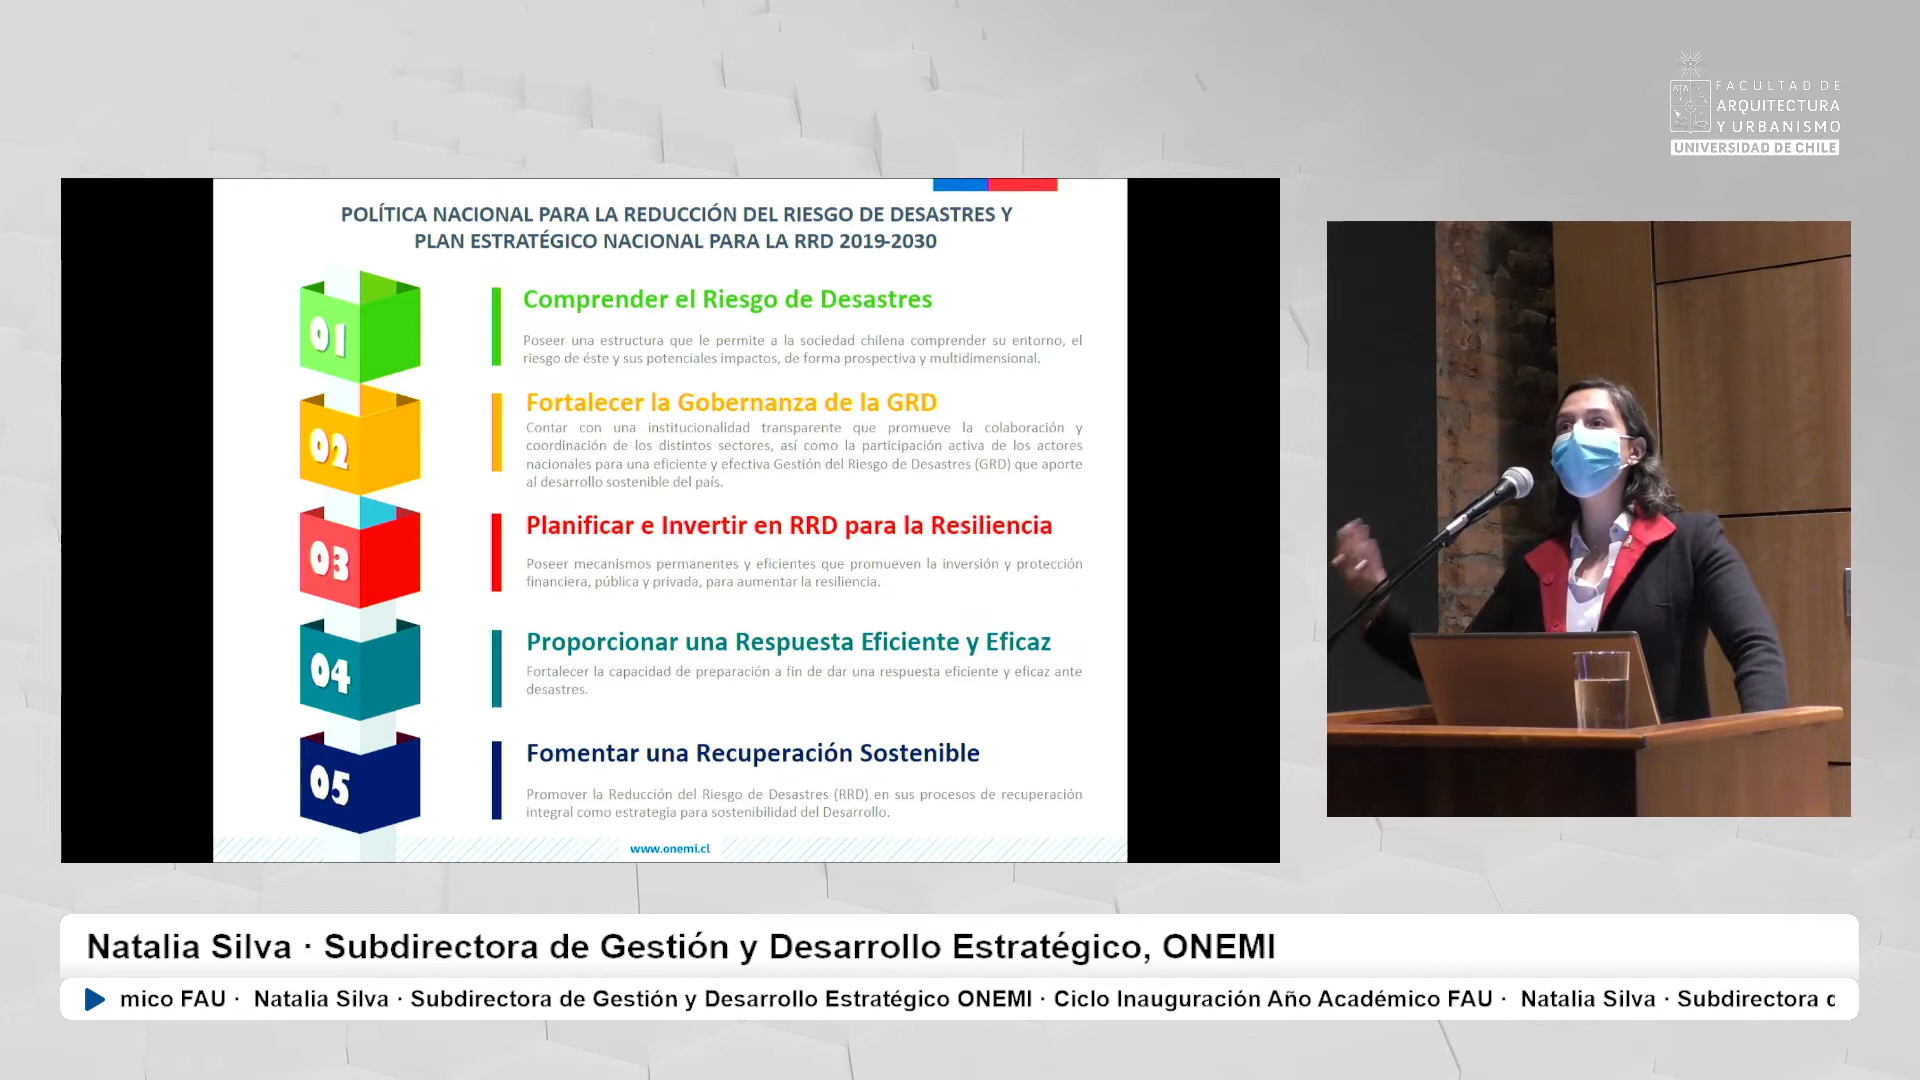 FACULTAD DE
ARQUITECTURA
Y URBANISMO
UNIVERSIDAD DE CHILE
POLÍTICA NACIONAL PARA LA REDUCCIÓN DEL RIESGO DE DESASTRES Y
PLAN ESTRATÉGICO NACIONAL PARA LA RRD 2019-2030
01
Comprender el Riesgo de Desastres
Poseer una estructura que le permite a la sociedad chilena comprender su entorno, el
riesgo de éste y sus potenciales impactos, de forma prospectiva y multidimensional.
02
Fortalecer la Gobernanza de la GRD
Contar con una institucionalidad transparente que promueve la colaboración y
coordinación de los distintos sectores, así como la participación activa de los actores
nacionales para una eficiente y efectiva Gestión del Riesgo de Desastres (GRD) que aporte
al desarrollo sostenible del país.
03
Planificar e Invertir en RRD para la Resiliencia
Poseer mecanismos permanentes y eficientes que promueven la inversión y protección
financiera, pública y privada, para aumentar la resiliencia.
04
Proporcionar una Respuesta Eficiente y Eficaz
Fortalecer la capacidad de preparación a fin de dar una respuesta eficiente y eficaz ante
desastres.
05
Fomentar una Recuperación Sostenible
Promover la Reducción del Riesgo de Desastres (RRD) en sus procesos de recuperación
integral como estrategia para sostenibilidad del Desarrollo.
www.onemi.cl
Natalia Silva · Subdirectora de Gestión y Desarrollo Estratégico, ONEMI
mico FAU · Natalia Silva · Subdirectora de Gestión y Desarrollo Estratégico ONEMI · Ciclo Inauguración Año Académico FAU · Natalia Silva · Subdirectora